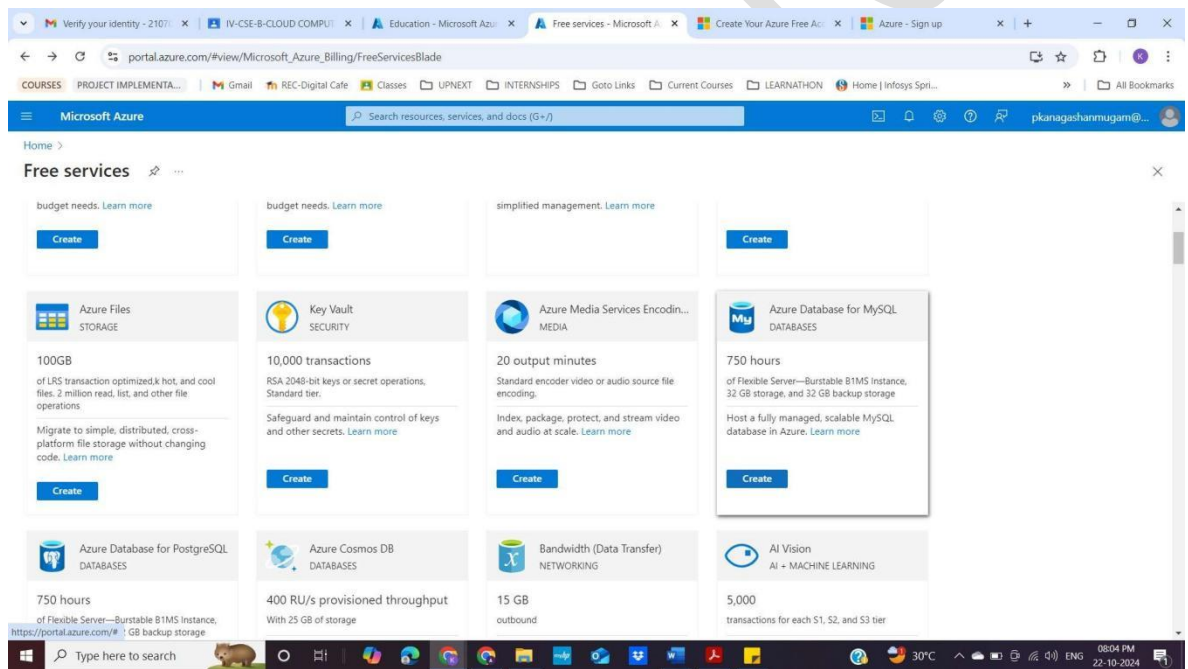 Verify your identity - 2107
IV-CSE-B-CLOUD COMPU
Education - Microsoft Azu
Free services - Microsoft A
Create Your Azure Free Acc
Azure - Sign up
portal.azure.com/#view/Microsoft_Azure_Billing/FreeServicesBlade
K
COURSES PROJECT IMPLEMENTA... Gmail REC-Digital Cafe Classes UPNEXT INTERNSHIPS Goto Links Current Courses LEARNATHON Home | Infosys Spri... » All Bookmarks
Microsoft Azure
Search resources, services, and docs (G+/)
pkanagashanmugam@...
Home >
Free services
budget needs. Learn more
Create
budget needs. Learn more
Create
simplified management. Learn more
Create
Azure Files
STORAGE
100GB
of LRS transaction optimized,k hot, and cool
files. 2 million read, list, and other file
operations
Migrate to simple, distributed, cross-
platform file storage without changing
code. Learn more
Create
Key Vault
SECURITY
10,000 transactions
RSA 2048-bit keys or secret operations,
Standard tier.
Safeguard and maintain control of keys
and other secrets. Learn more
Create
Azure Media Services Encodin...
MEDIA
20 output minutes
Standard encoder video or audio source file
encoding.
Index, package, protect, and stream video
and audio at scale. Learn more
Create
My
Azure Database for MySQL
DATABASES
750 hours
of Flexible Server—Burstable B1MS Instance,
32 GB storage, and 32 GB backup storage
Host a fully managed, scalable MySQL
database in Azure. Learn more
Create
Azure Database for PostgreSQL
DATABASES
750 hours
of Flexible Server—Burstable B1MS Instance,
GB backup storage
Azure Cosmos DB
DATABASES
400 RU/s provisioned throughput
With 25 GB of storage
Bandwidth (Data Transfer)
NETWORKING
15 GB
outbound
AI Vision
AI + MACHINE LEARNING
5,000
transactions for each S1, S2, and S3 tier
https://portal.azure.com/#
Type here to search
30°C
ENG
08:04 PM
22-10-2024